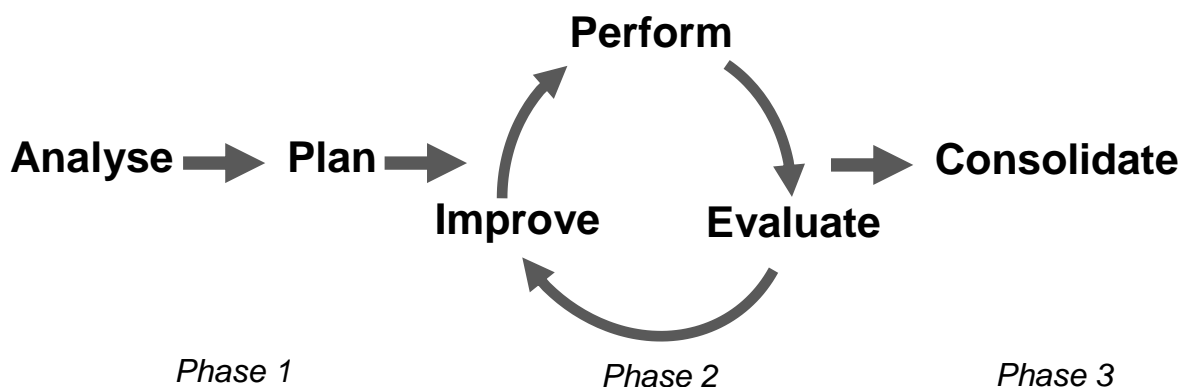 Perform
Analyse Plan Consolidate
Improve Evaluate
Phase 1 Phase 2 Phase 3